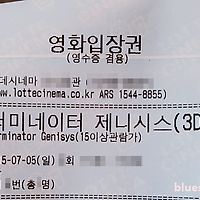 영화입장권
(영수증 겸용)
데시네마 관
www.lottecinema.co.kr ARS 1544-8855)
터미네이터 제니시스(3D
rminator Genisys(15이상관람가)
5-07-05(일) 회
번(총 명)